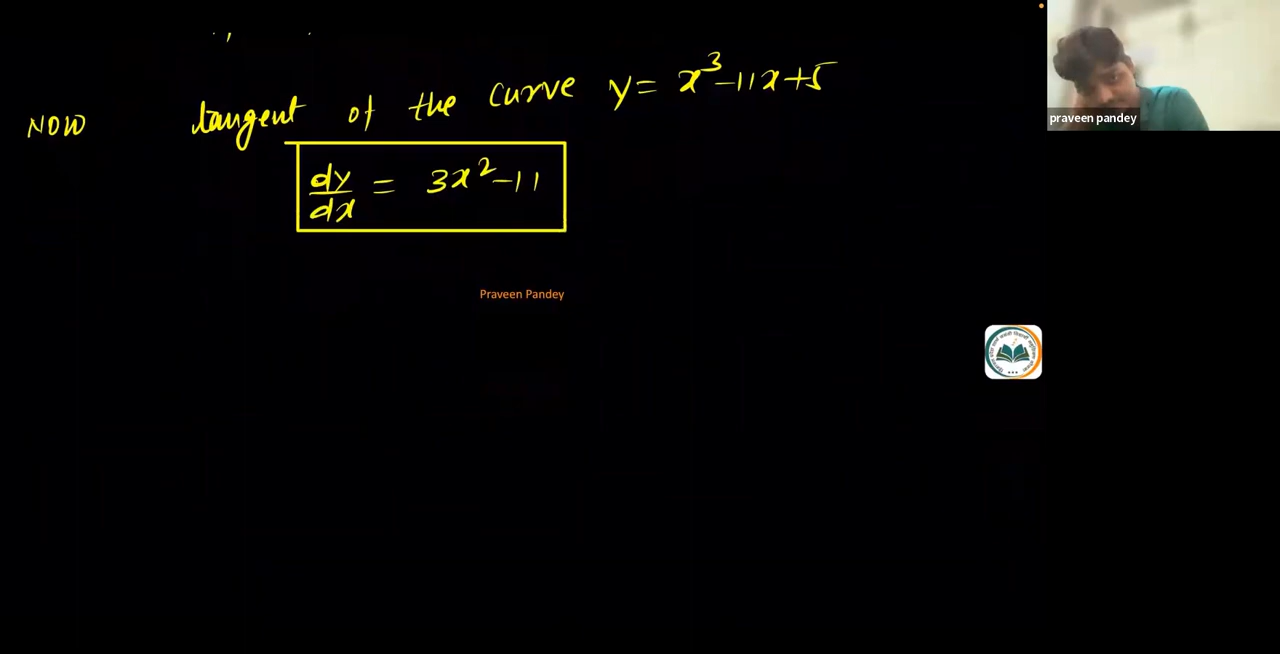 NOW tangent of the curve y = x³-11x+5
dy/dx = 3x²-11
Praveen Pandey
praveen pandey